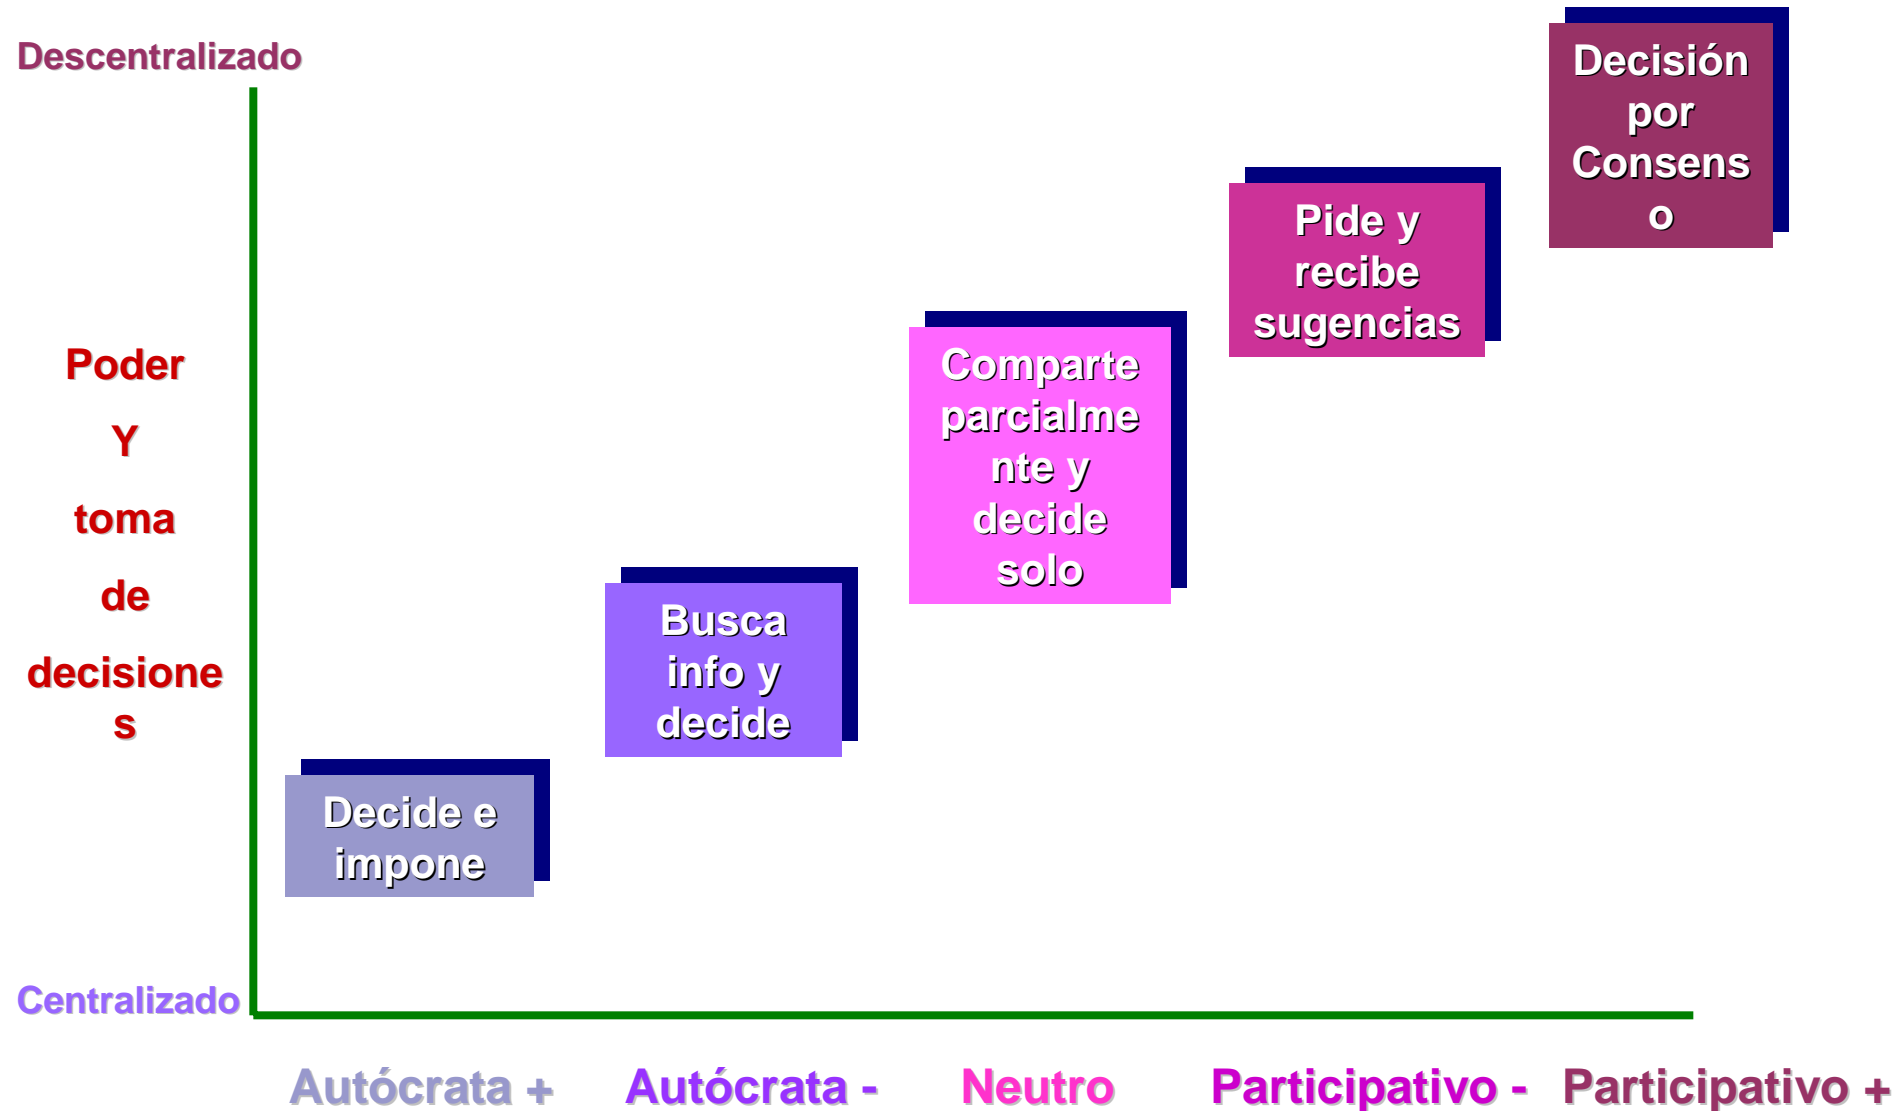 Descentralizado
Decisión
por
Consens
o
Pide y
recibe
sugencias
Poder
Y
toma
de
decisione
s
Comparte
parcialme
nte y
decide
solo
Busca
info y
decide
Decide e
impone
Centralizado
Autócrata +
Autócrata -
Neutro
Participativo -
Participativo +